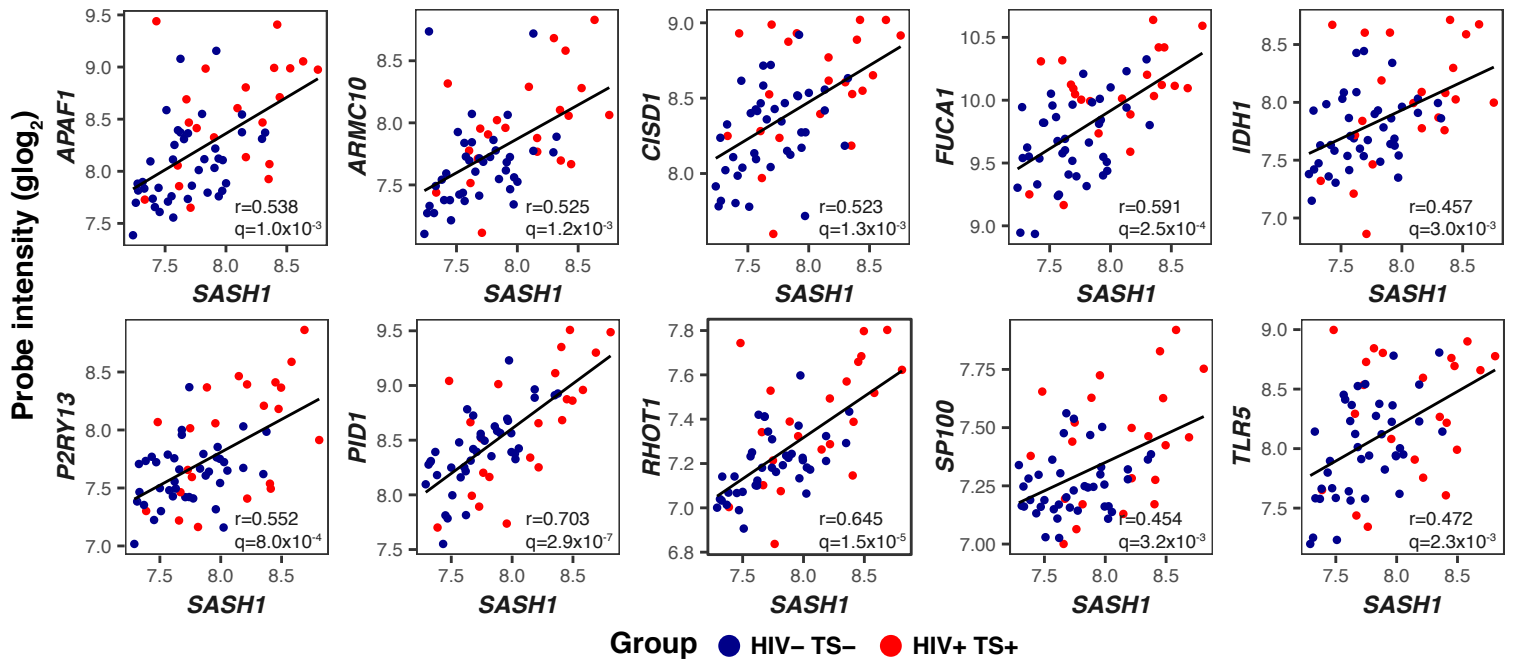 Probe intensity (glog2)
APAF1
9.5
9.0
8.5
8.0
7.5
r=0.538
q=1.0x10-3
7.5 8.0 8.5
SASH1
ARMC10
8.5
8.0
7.5
r=0.525
q=1.2x10-3
7.5 8.0 8.5
SASH1
CISD1
9.0
8.5
8.0
r=0.523
q=1.3x10-3
7.5 8.0 8.5
SASH1
FUCA1
10.5
10.0
9.5
9.0
r=0.591
q=2.5x10-4
7.5 8.0 8.5
SASH1
IDH1
8.5
8.0
7.5
7.0
r=0.457
q=3.0x10-3
7.5 8.0 8.5
SASH1
P2RY13
8.5
8.0
7.5
7.0
r=0.552
q=8.0x10-4
7.5 8.0 8.5
SASH1
PID1
9.5
9.0
8.5
8.0
7.5
r=0.703
q=2.9x10-7
7.5 8.0 8.5
SASH1
RHOT1
7.8
7.6
7.4
7.2
7.0
6.8
r=0.645
q=1.5x10-5
7.5 8.0 8.5
SASH1
SP100
7.75
7.50
7.25
7.00
r=0.454
q=3.2x10-3
7.5 8.0 8.5
SASH1
TLR5
9.0
8.5
8.0
7.5
r=0.472
q=2.3x10-3
7.5 8.0 8.5
SASH1
Group HIV− TS− HIV+ TS+